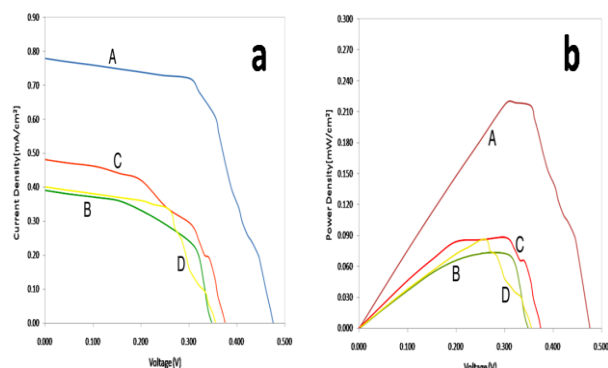 a
Current Density[mA/cm²]
0.90
0.80
0.70
0.60
0.50
0.40
0.30
0.20
0.10
0.00
A
C
B
D
0.000 0.100 0.200 0.300 0.400 0.500
Voltage[V]
b
Power Density[mW/cm²]
0.300
0.270
0.240
0.210
0.180
0.150
0.120
0.090
0.060
0.030
0.000
A
C
B
D
0.000 0.100 0.200 0.300 0.400 0.500
Voltage[V]